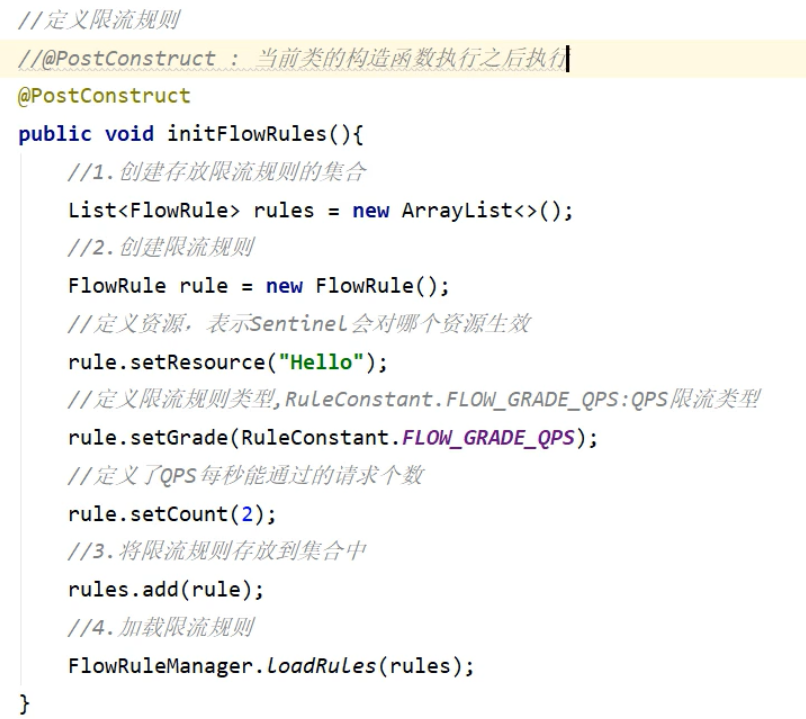 //定义限流规则
//@PostConstruct : 当前类的构造函数执行之后执行
@PostConstruct
public void initFlowRules(){
//1.创建存放限流规则的集合
List<FlowRule> rules = new ArrayList<>();
//2.创建限流规则
FlowRule rule = new FlowRule();
//定义资源，表示Sentinel会对哪个资源生效
rule.setResource("Hello");
//定义限流规则类型,RuleConstant.FLOW_GRADE_QPS:QPS限流类型
rule.setGrade(RuleConstant.FLOW_GRADE_QPS);
//定义了QPS每秒能通过的请求个数
rule.setCount(2);
//3.将限流规则存放到集合中
rules.add(rule);
//4.加载限流规则
FlowRuleManager.loadRules(rules);
}